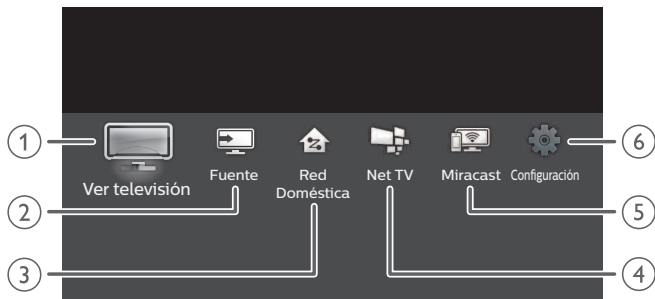 1
6
Ver televisión
Fuente
Red
Doméstica
Net TV
Miracast
Configuración
2
5
3
4